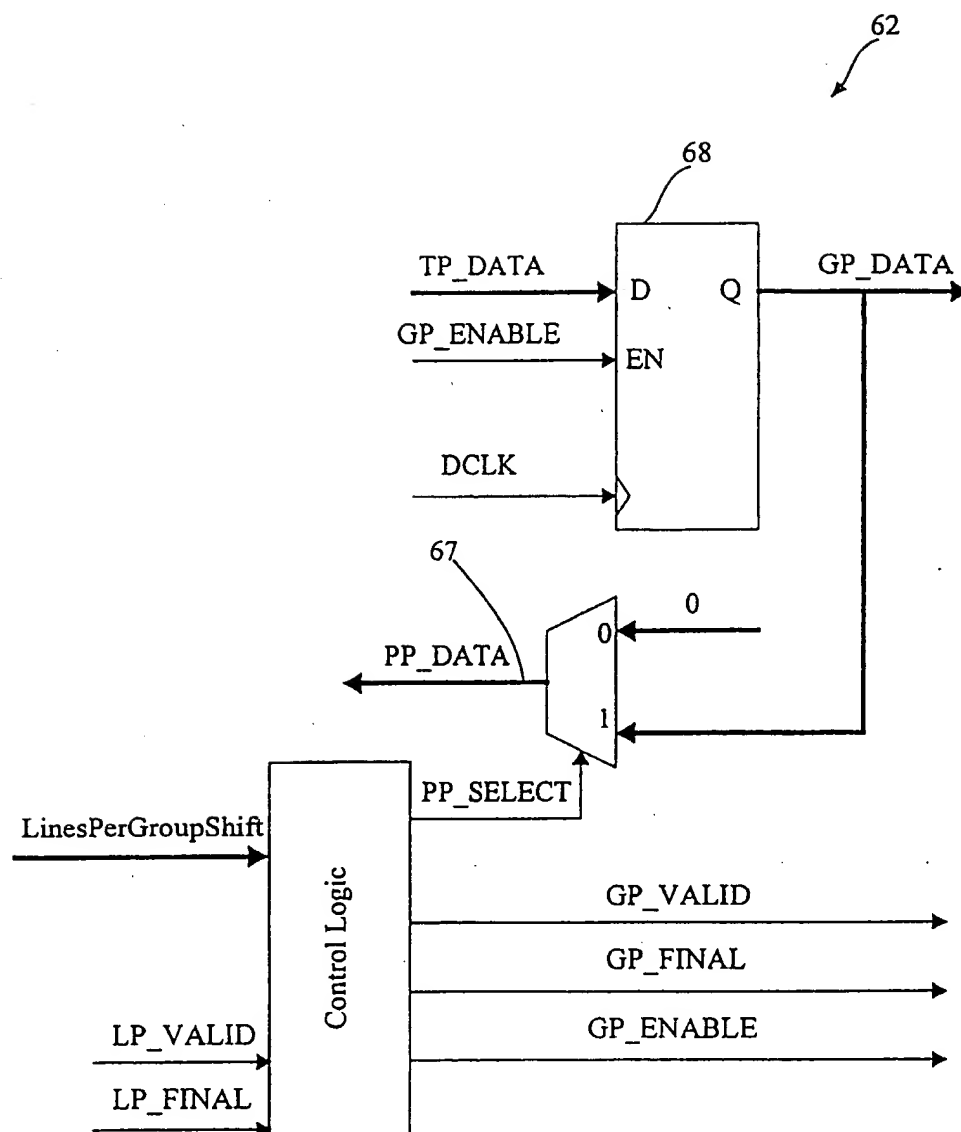 62
68
TP_DATA
D
Q
GP_DATA
GP_ENABLE
EN
DCLK
67
0
0
PP_DATA
1
PP_SELECT
LinesPerGroupShift
Control Logic
GP_VALID
GP_FINAL
GP_ENABLE
LP_VALID
LP_FINAL